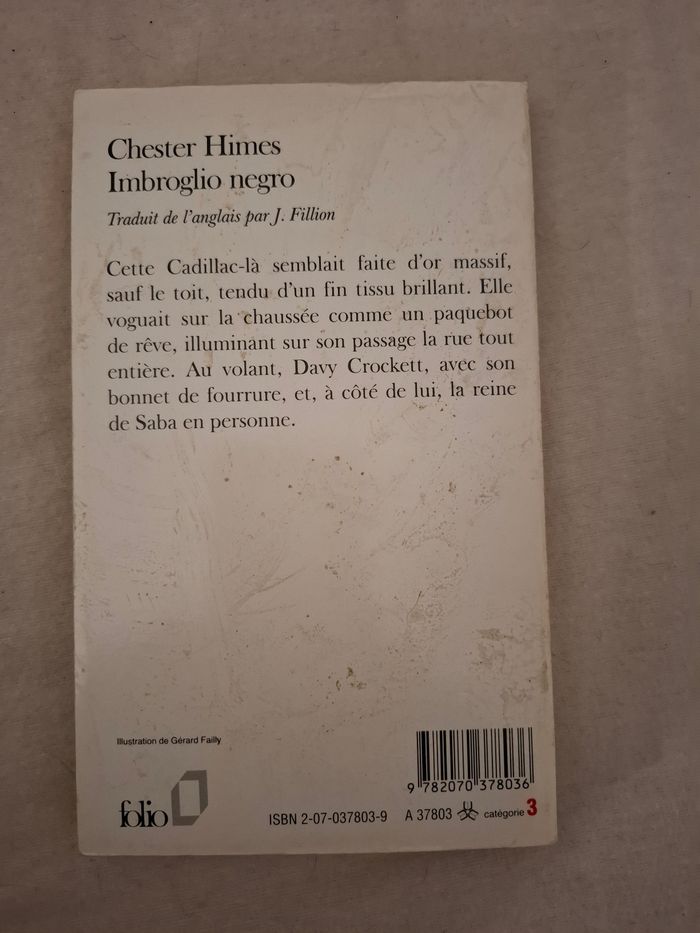 Chester Himes
Imbroglio negro
Traduit de l'anglais par J. Fillion
Cette Cadillac-là semblait faite d'or massif,
sauf le toit, tendu d'un fin tissu brillant. Elle
voguait sur la chaussée comme un paquebot
de rêve, illuminant sur son passage la rue tout
entière. Au volant, Davy Crockett, avec son
bonnet de fourrure, et, à côté de lui, la reine
de Saba en personne.
Illustration de Gérard Failly
9 782070 378036
folio
ISBN 2-07-037803-9 A 37803 catégorie 3